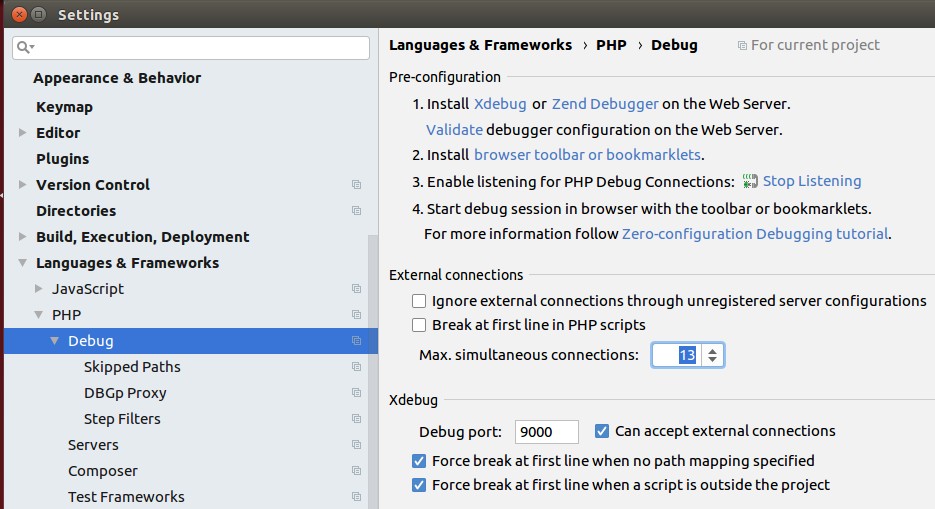 Settings
Appearance & Behavior
Keymap
Editor
Plugins
Version Control
Directories
Build, Execution, Deployment
Languages & Frameworks
JavaScript
PHP
Debug
Skipped Paths
DBGp Proxy
Step Filters
Servers
Composer
Test Frameworks
Languages & Frameworks › PHP › Debug For current project
Pre-configuration
1. Install Xdebug or Zend Debugger on the Web Server.
Validate debugger configuration on the Web Server.
2. Install browser toolbar or bookmarklets.
3. Enable listening for PHP Debug Connections: Stop Listening
4. Start debug session in browser with the toolbar or bookmarklets.
For more information follow Zero-configuration Debugging tutorial.
External connections
Ignore external connections through unregistered server configurations
Break at first line in PHP scripts
Max. simultaneous connections: 13
Xdebug
Debug port: 9000 Can accept external connections
Force break at first line when no path mapping specified
Force break at first line when a script is outside the project